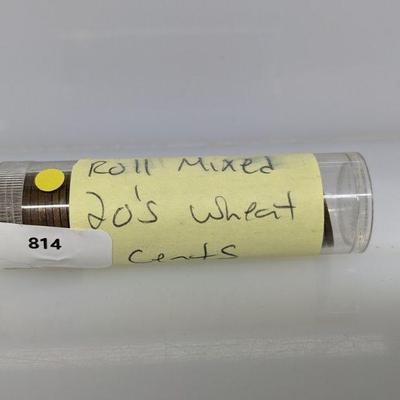 Roll Mixed
20's Wheat
Cents
814